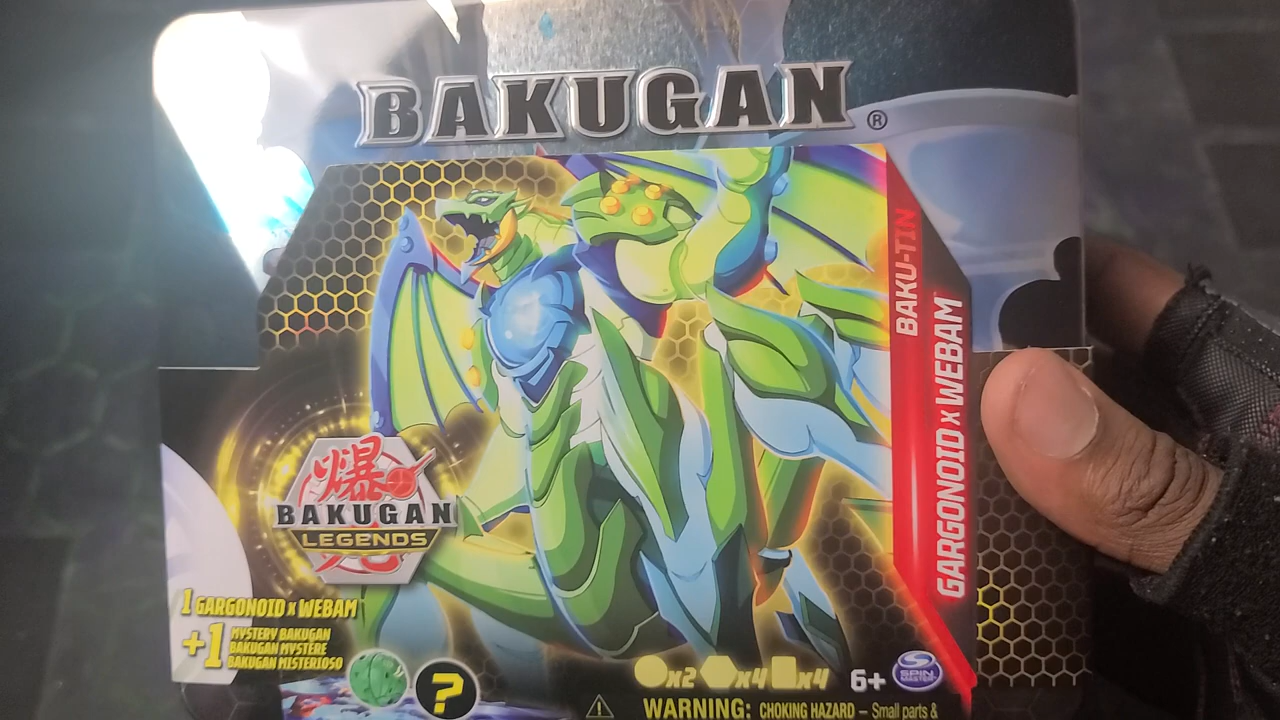 BAKUGAN®
BAKU-TIN
GARGONOID x WEBAM™
爆
BAKUGAN
LEGENDS
1 GARGONOID x WEBAM
+1 MYSTERY BAKUGAN
BAKUGAN MYSTÈRE
BAKUGAN MISTERIOSO
?
x2 x4 x4 6+ SPIN MASTER
WARNING: CHOKING HAZARD – Small parts &